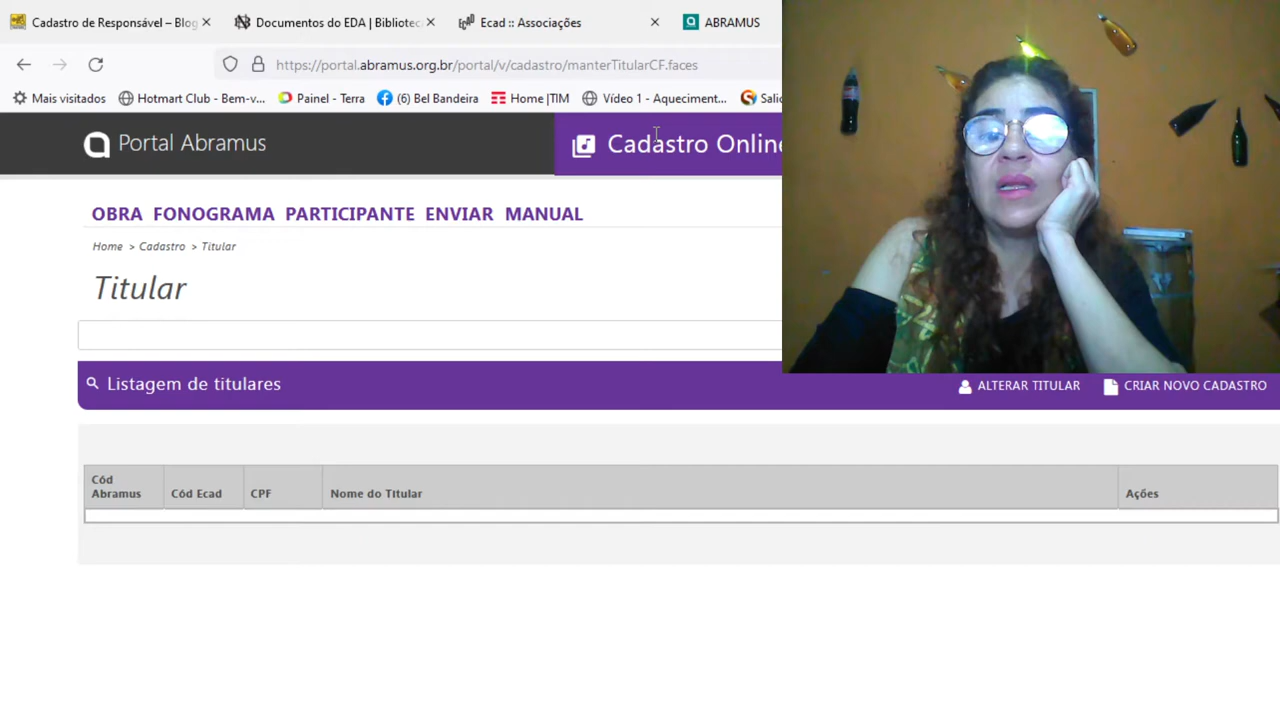 Cadastro de Responsável – Blog
Documentos do EDA | Bibliotec
Ecad :: Associações
ABRAMUS
https://portal.abramus.org.br/portal/v/cadastro/manterTitularCF.faces
Mais visitados
Hotmart Club - Bem-v...
Painel - Terra
(6) Bel Bandeira
Home |TIM
Vídeo 1 - Aqueciment...
Salic
Portal Abramus
Cadastro Online
OBRA FONOGRAMA PARTICIPANTE ENVIAR MANUAL
Home > Cadastro > Titular
Titular
Listagem de titulares
ALTERAR TITULAR
CRIAR NOVO CADASTRO
Cód Abramus
Cód Ecad
CPF
Nome do Titular
Ações